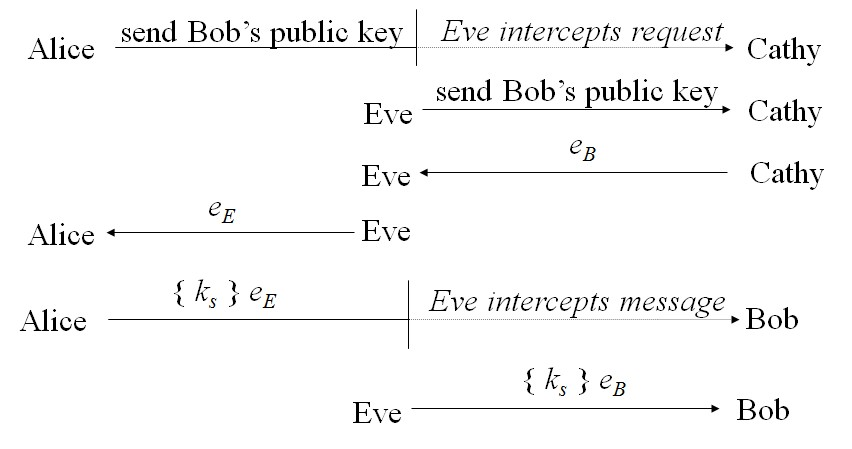 Alice send Bob's public key Eve intercepts request Cathy
Eve send Bob's public key Cathy
Eve e_B Cathy
Alice e_E Eve
Alice { k_s } e_E Eve intercepts message Bob
Eve { k_s } e_B Bob